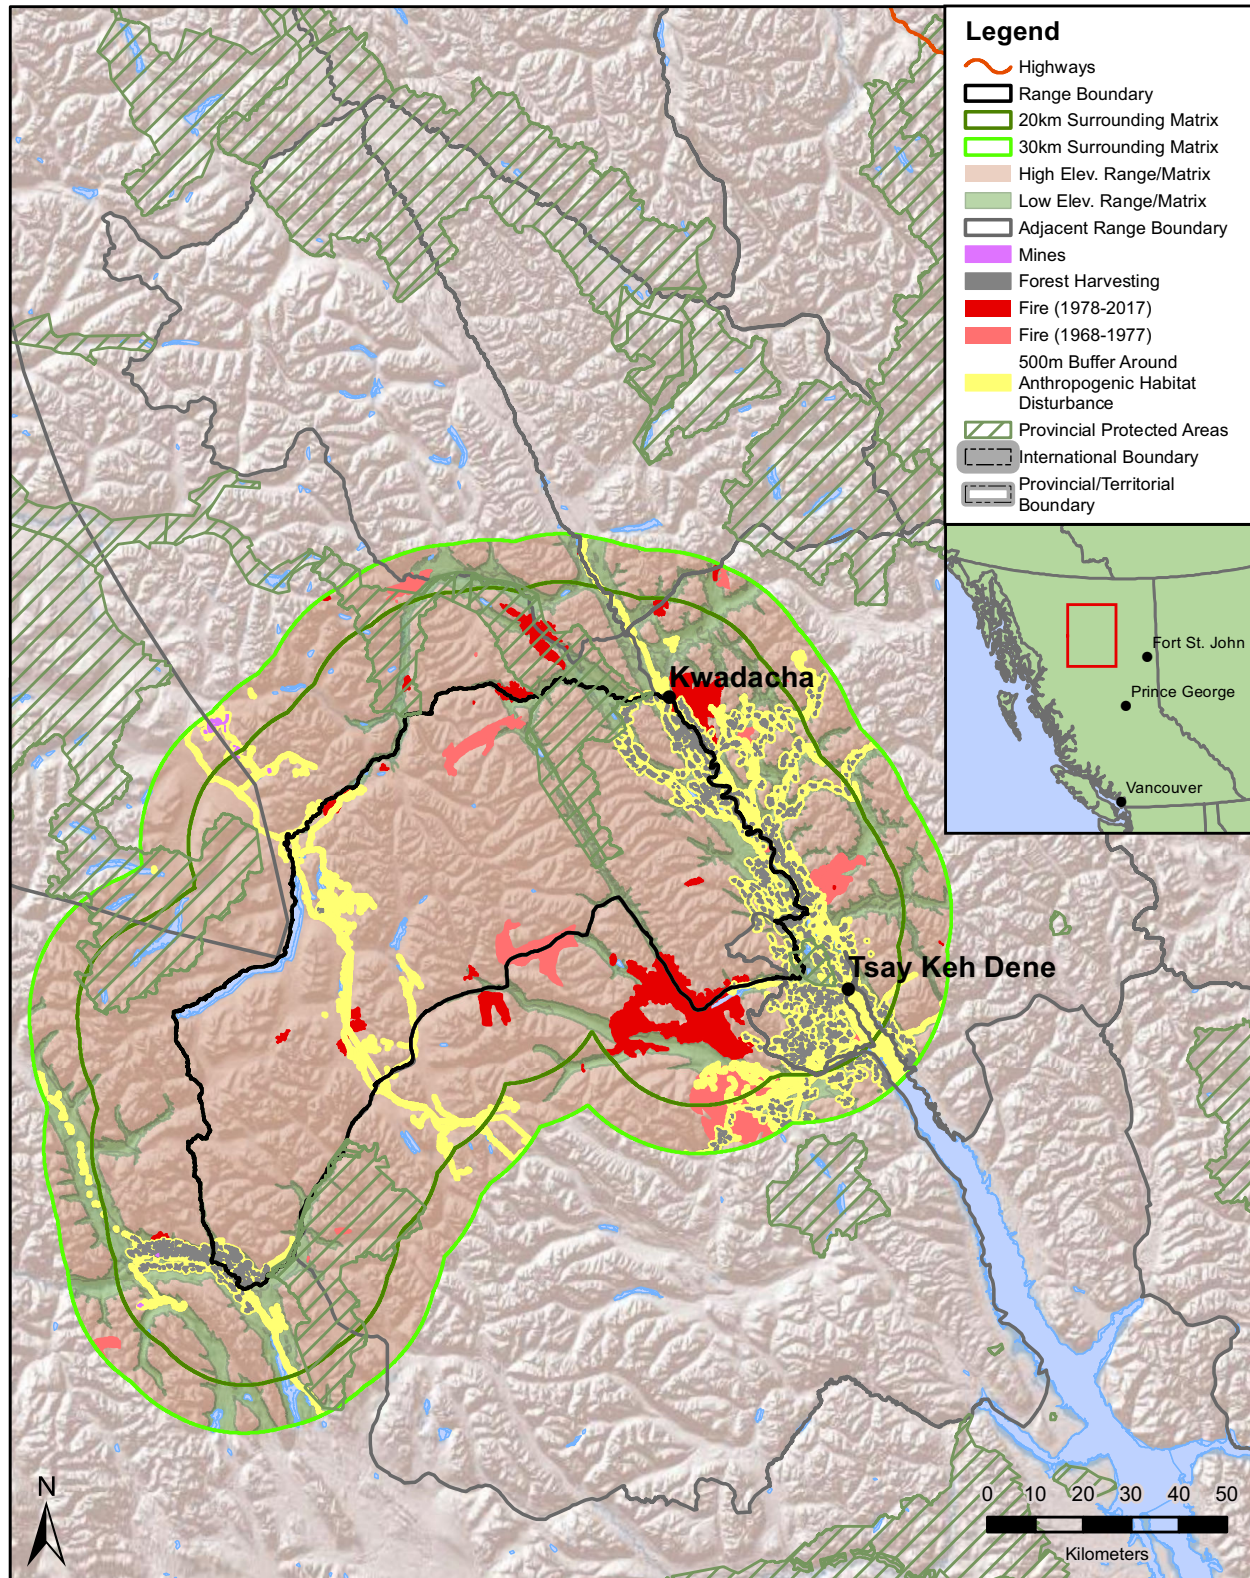 Legend
Highways
Range Boundary
20km Surrounding Matrix
30km Surrounding Matrix
High Elev. Range/Matrix
Low Elev. Range/Matrix
Adjacent Range Boundary
Mines
Forest Harvesting
Fire (1978-2017)
Fire (1968-1977)
500m Buffer Around
Anthropogenic Habitat
Disturbance
Provincial Protected Areas
International Boundary
Provincial/Territorial
Boundary
Fort St. John
Prince George
Vancouver
Kwadacha
Tsay Keh Dene
N
0 10 20 30 40 50
Kilometers